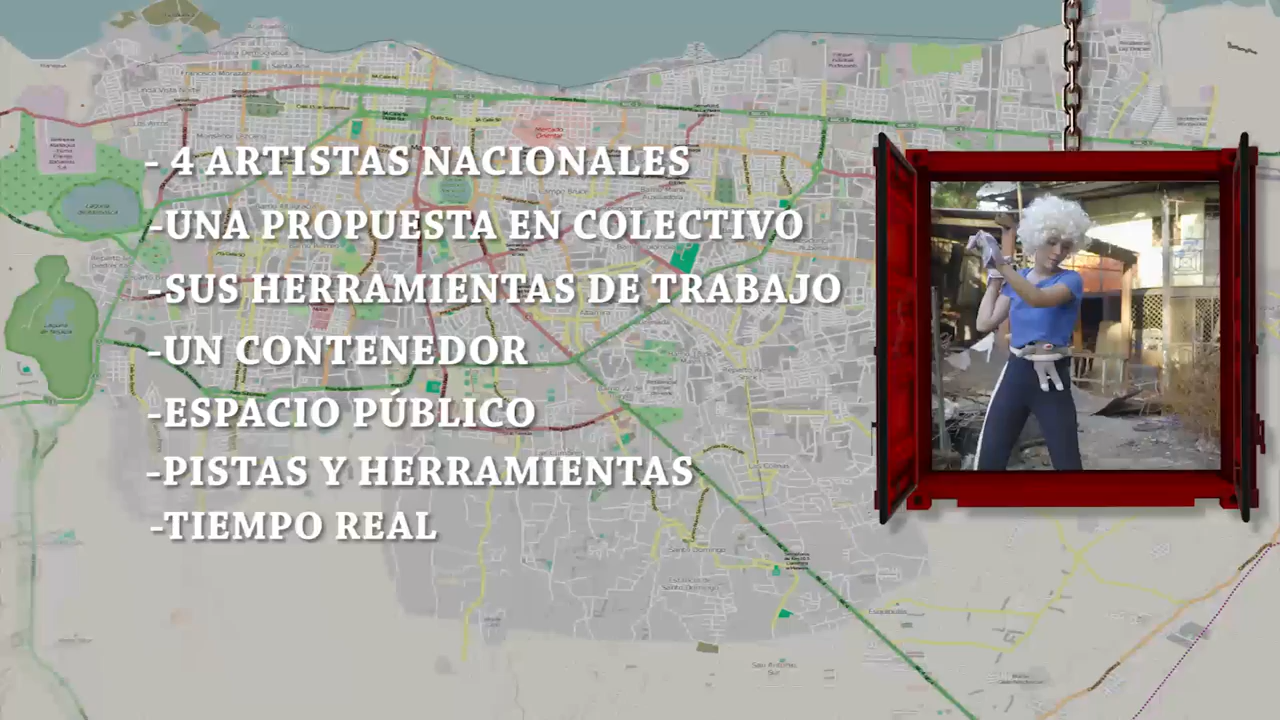 - 4 ARTISTAS NACIONALES
-UNA PROPUESTA EN COLECTIVO
-SUS HERRAMIENTAS DE TRABAJO
-UN CONTENEDOR
-ESPACIO PÚBLICO
-PISTAS Y HERRAMIENTAS
-TIEMPO REAL